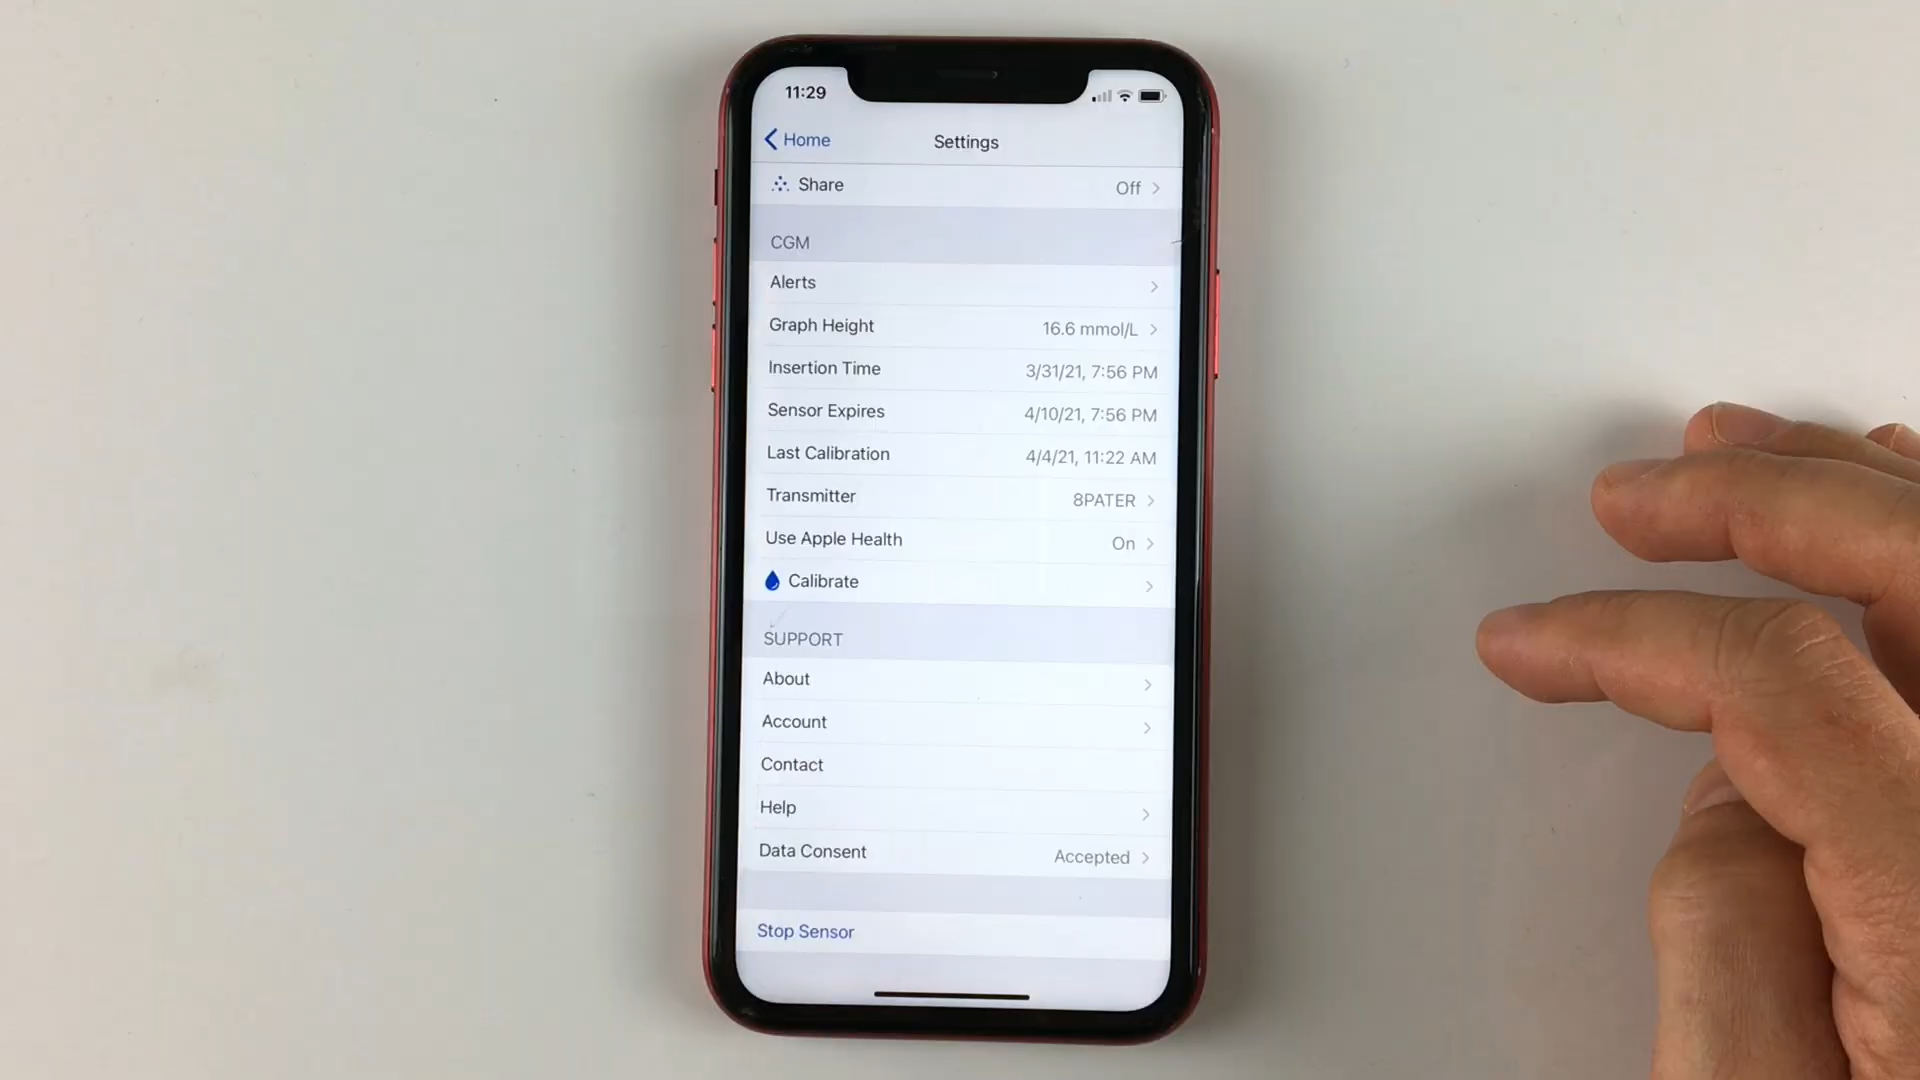 11:29
Home
Settings
Share Off
CGM
Alerts
Graph Height 16.6 mmol/L
Insertion Time 3/31/21, 7:56 PM
Sensor Expires 4/10/21, 7:56 PM
Last Calibration 4/4/21, 11:22 AM
Transmitter 8PATER
Use Apple Health On
Calibrate
SUPPORT
About
Account
Contact
Help
Data Consent Accepted
Stop Sensor